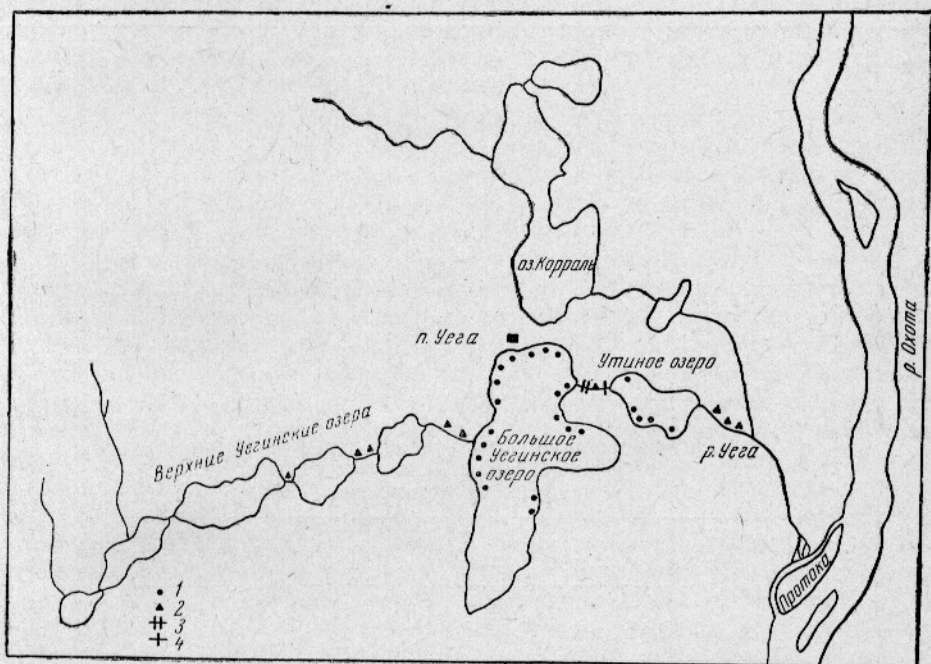 оз.Корраль
п. Уега
Утиное озеро
р. Охота
Верхние Уегинские озера
Большое
Уегинское
озеро
р.Уега
Протока
1
2
3
4